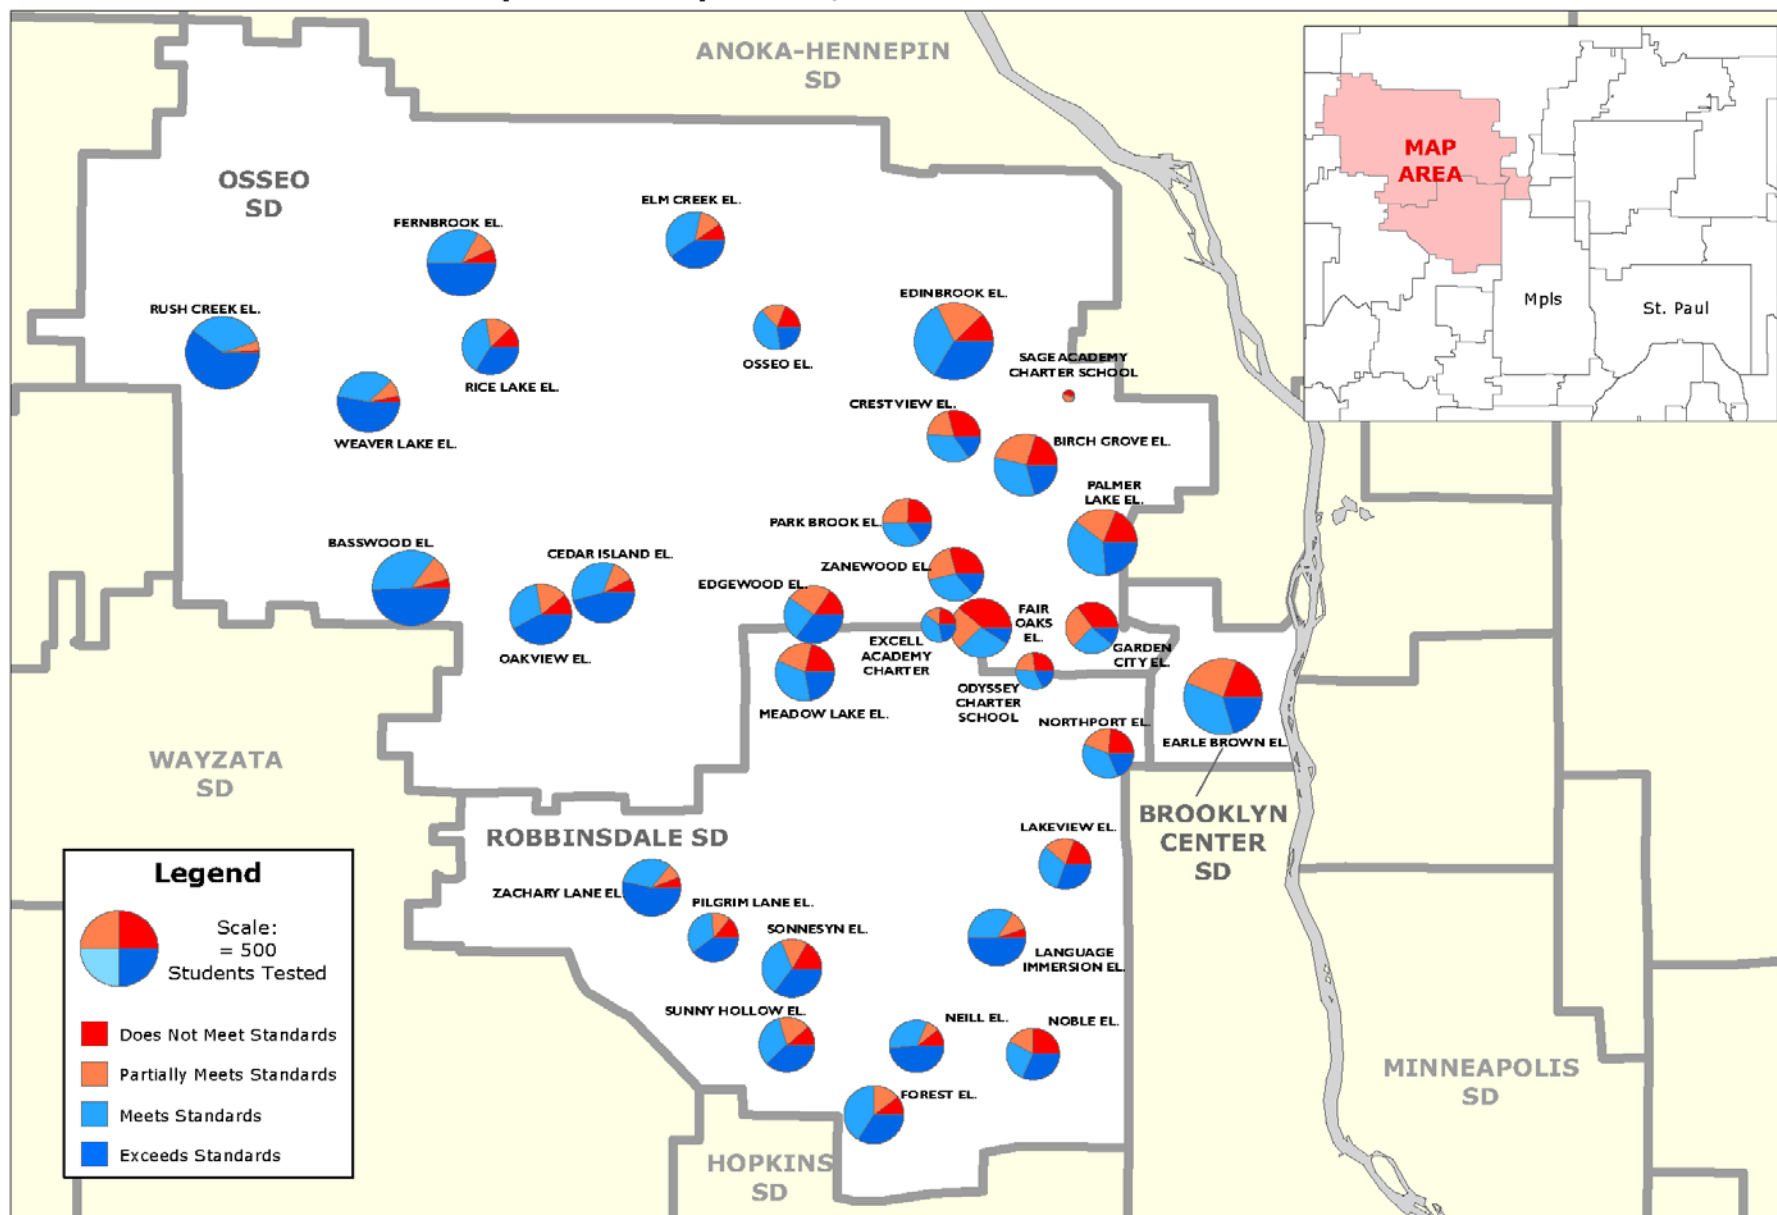 ANOKA-HENNEPIN
SD
MAP
AREA
Mpls
St. Paul
OSSEO
SD
ELM CREEK EL.
FERNBROOK EL.
RUSH CREEK EL.
EDINBROOK EL.
RICE LAKE EL.
OSSEO EL.
SAGE ACADEMY
CHARTER SCHOOL
WEAVER LAKE EL.
CRESTVIEW EL.
BIRCH GROVE EL.
PALMER
LAKE EL.
PARK BROOK EL.
BASSWOOD EL
CEDAR ISLAND EL.
ZANEWOOD EL.
EDGEWOOD EL.
OAKVIEW EL.
EXCELL
ACADEMY
CHARTER
FAIR
OAKS
EL.
GARDEN
CITY EL.
ODYSSEY
CHARTER
SCHOOL
MEADOW LAKE EL.
NORTHPORT EL.
EARLE BROWN EL
WAYZATA
SD
BROOKLYN
CENTER
SD
ROBBINSDALE SD
LAKEVIEW EL.
ZACHARY LANE EL
PILGRIM LANE EL.
SONNESYN EL.
LANGUAGE
IMMERSION EL.
SUNNY HOLLOW EL.
NEILL EL.
NOBLE EL.
FOREST EL.
HOPKINS
SD
MINNEAPOLIS
SD
Legend
Scale:
= 500
Students Tested
Does Not Meet Standards
Partially Meets Standards
Meets Standards
Exceeds Standards